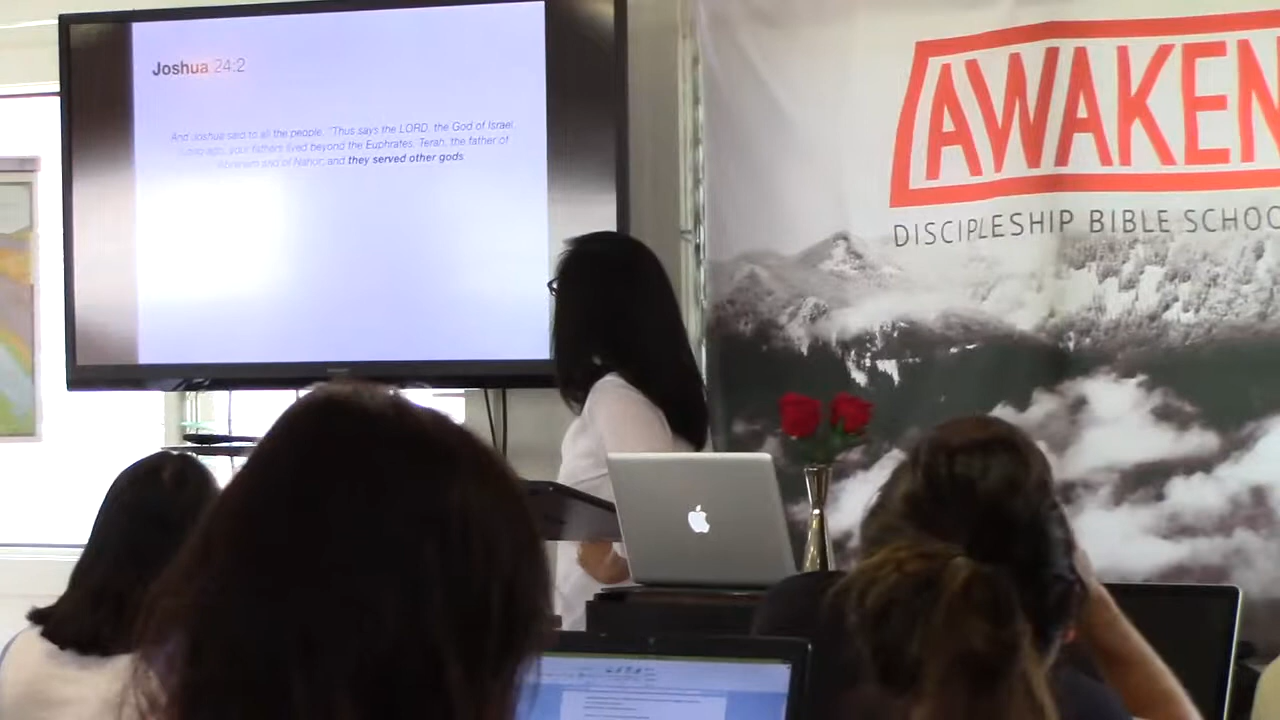 Joshua 24:2
And Joshua said to all the people, "Thus says the LORD, the God of Israel,
ago, your fathers lived beyond the Euphrates, Terah, the father of
Abraham and of Nahor; and they served other gods
AWAKEN
DISCIPLESHIP BIBLE SCHOO